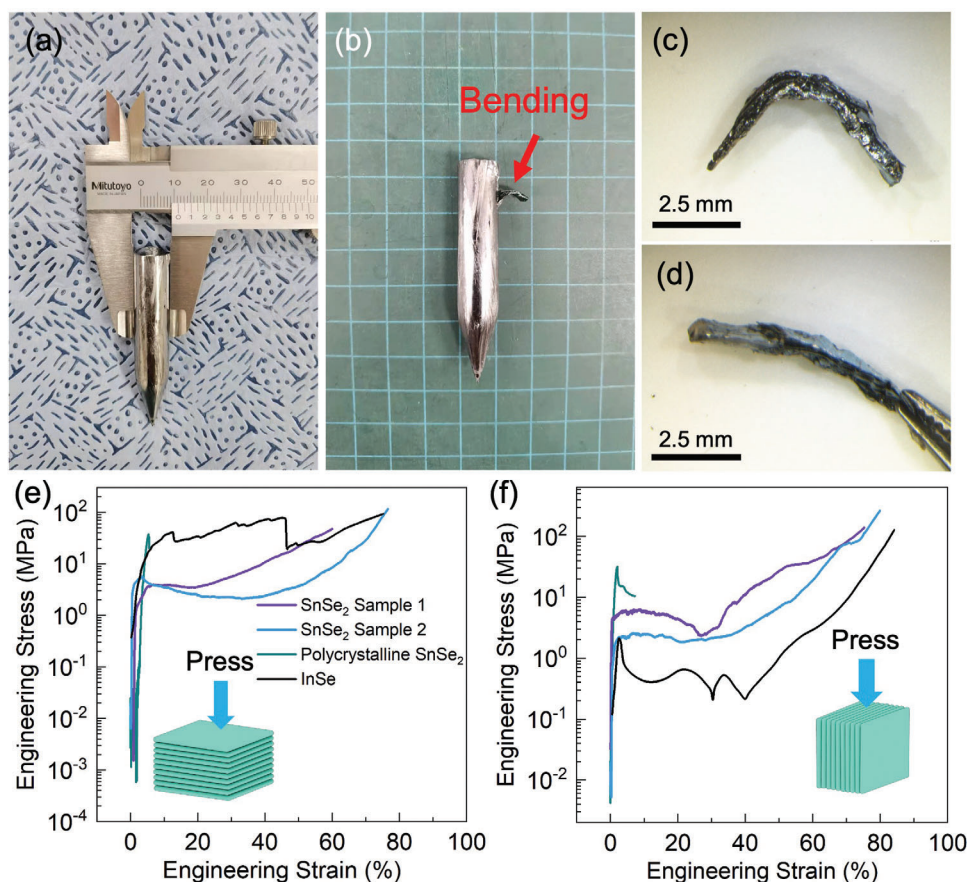 (a)
Mitutoyo
0 10 20 30 40 50
0 1 2 3 4 5 6 7 8 9 10
(b)
Bending
(c)
2.5 mm
(d)
2.5 mm
(e)
Engineering Stress (MPa)
10²
10¹
10⁰
10⁻¹
10⁻²
10⁻³
10⁻⁴
SnSe₂ Sample 1
SnSe₂ Sample 2
Polycrystalline SnSe₂
InSe
Press
0 20 40 60 80 100
Engineering Strain (%)
(f)
Engineering Stress (MPa)
10²
10¹
10⁰
10⁻¹
10⁻²
Press
0 20 40 60 80 100
Engineering Strain (%)